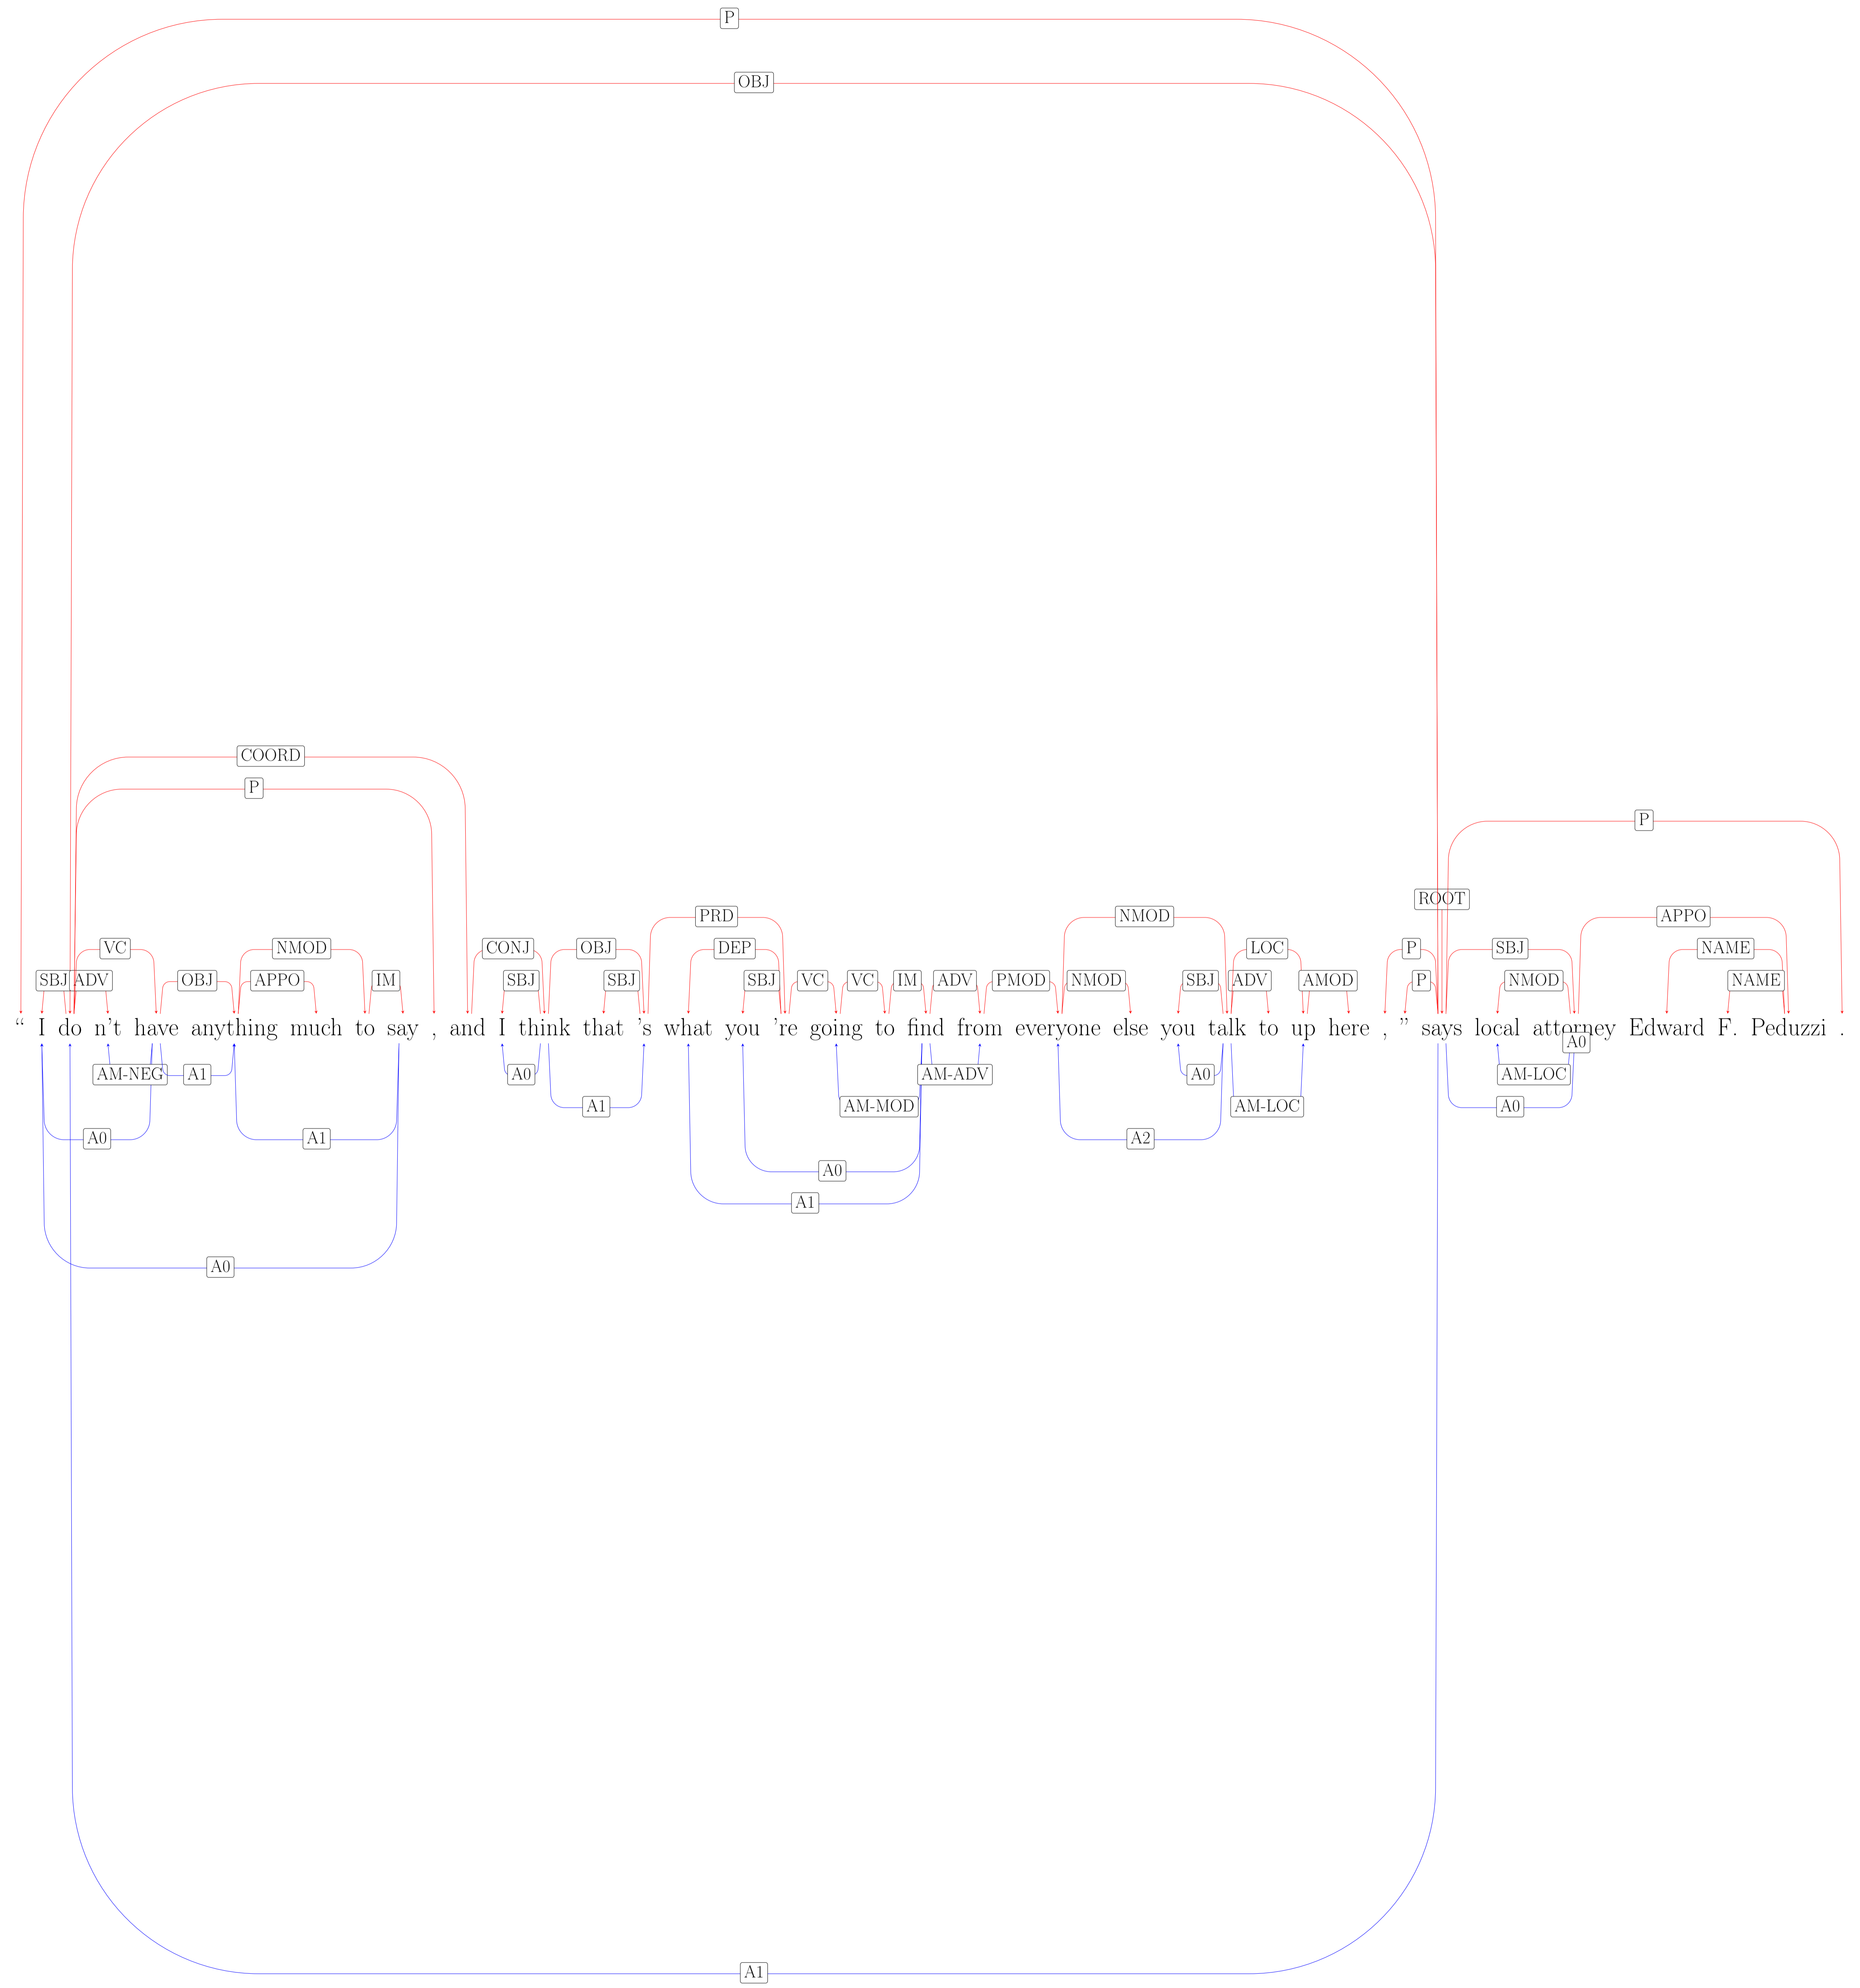 P
OBJ
COORD
P
P
ROOT
PRD NMOD APPO
VC NMOD CONJ OBJ DEP LOC P SBJ NAME
SBJ ADV OBJ APPO IM SBJ SBJ SBJ VC VC IM ADV PMOD NMOD SBJ ADV AMOD P NMOD NAME
“ I do n't have anything much to say , and I think that 's what you 're going to find from everyone else you talk to up here , ” says local attorney Edward F. Peduzzi .
A0
AM-NEG A1 A0 AM-ADV A0 AM-LOC
A1 AM-MOD AM-LOC A0
A0 A1 A2
A0
A1
A0
A1